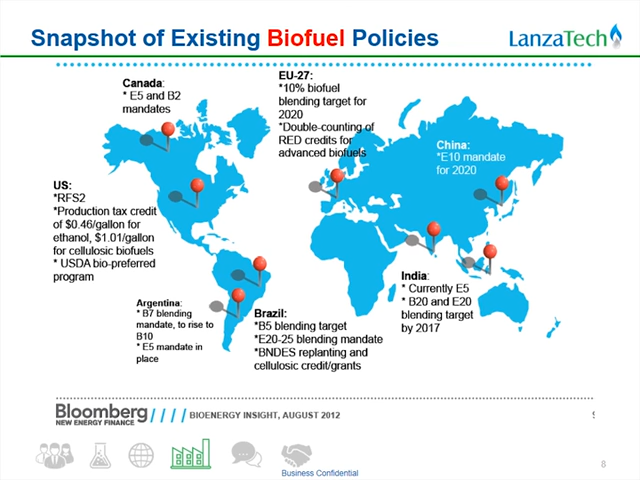 Snapshot of Existing Biofuel Policies
LanzaTech
Canada:
* E5 and B2
mandates
EU-27:
*10% biofuel
blending target for
2020
*Double-counting of
RED credits for
advanced biofuels
China:
*E10 mandate
for 2020
US:
*RFS2
*Production tax credit
of $0.46/gallon for
ethanol, $1.01/gallon
for cellulosic biofuels
* USDA bio-preferred
program
India:
* Currently E5
* B20 and E20
blending target
by 2017
Argentina:
* B7 blending
mandate, to rise to
B10
* E5 mandate in
place
Brazil:
*B5 blending target
*E20-25 blending mandate
*BNDES replanting and
cellulosic credit/grants
Bloomberg
NEW ENERGY FINANCE
//// BIOENERGY INSIGHT, AUGUST 2012
Business Confidential
8